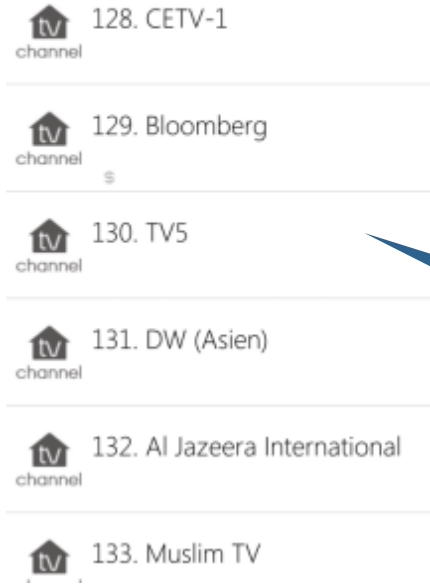 tv 128. CETV-1
channel
tv 129. Bloomberg
channel
$
tv 130. TV5
channel
tv 131. DW (Asien)
channel
tv 132. Al Jazeera International
channel
tv 133. Muslim TV